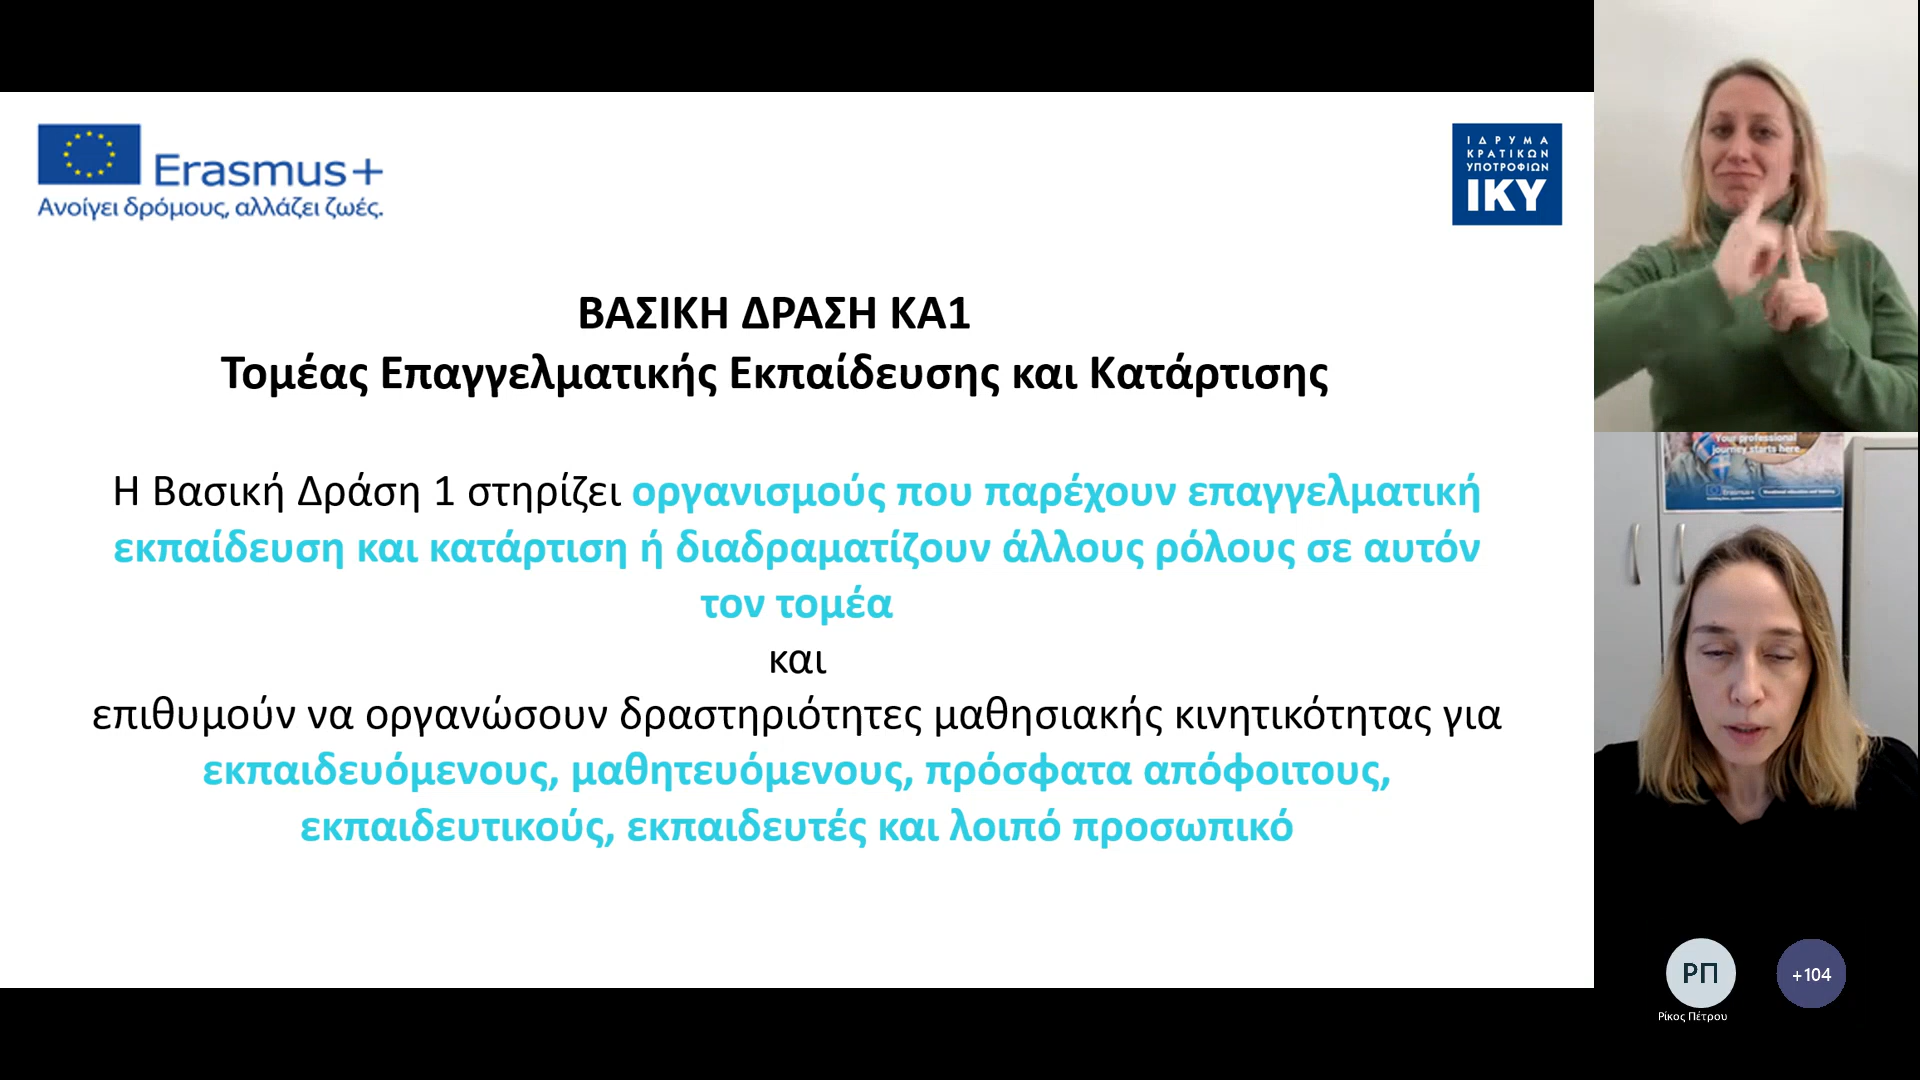 Erasmus+
Ανοίγει δρόμους, αλλάζει ζωές.
ΙΔΡΥΜΑ
ΚΡΑΤΙΚΩΝ
ΥΠΟΤΡΟΦΙΩΝ
ΙΚΥ
ΒΑΣΙΚΗ ΔΡΑΣΗ ΚΑ1
Τομέας Επαγγελματικής Εκπαίδευσης και Κατάρτισης
Η Βασική Δράση 1 στηρίζει οργανισμούς που παρέχουν επαγγελματική
εκπαίδευση και κατάρτιση ή διαδραματίζουν άλλους ρόλους σε αυτόν
τον τομέα
και
επιθυμούν να οργανώσουν δραστηριότητες μαθησιακής κινητικότητας για
εκπαιδευόμενους, μαθητευόμενους, πρόσφατα απόφοιτους,
εκπαιδευτικούς, εκπαιδευτές και λοιπό προσωπικό
Your professional
journey starts here
ΡΠ
+104
Ρίκος Πέτρου